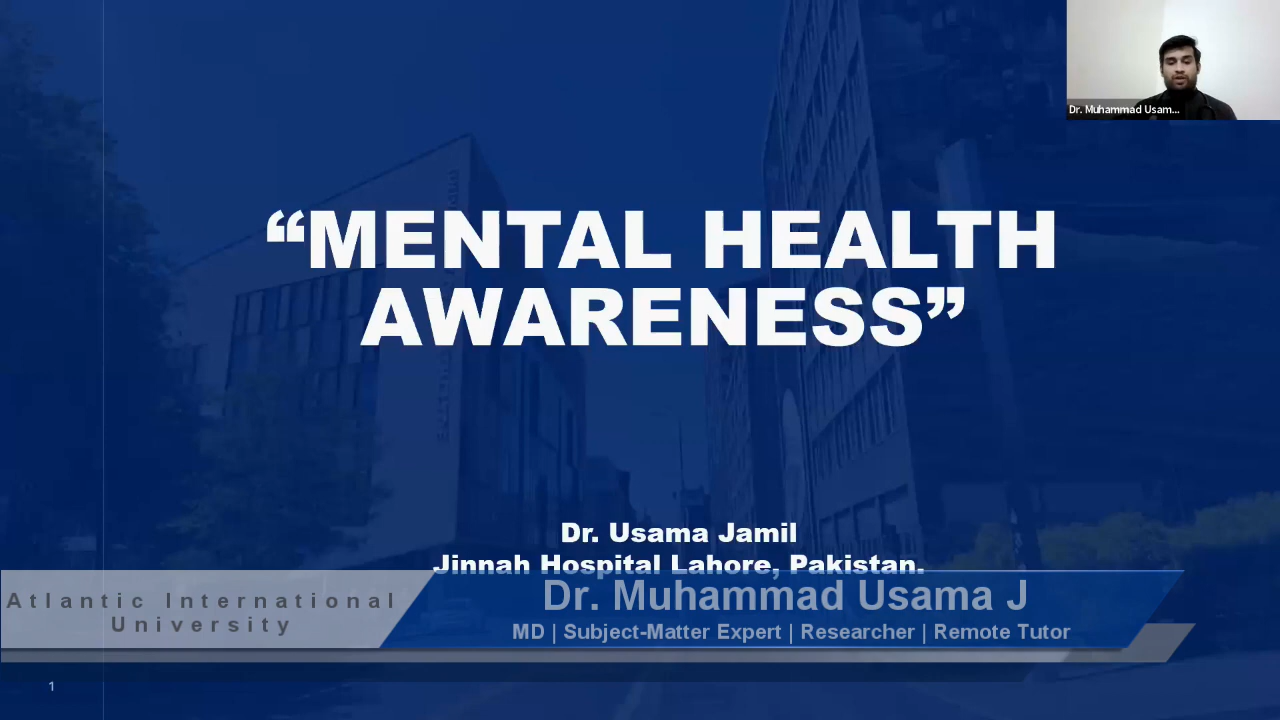 Dr. Muhammad Usam...
“MENTAL HEALTH
AWARENESS”
Dr. Usama Jamil
Jinnah Hospital Lahore, Pakistan.
Atlantic International
University
Dr. Muhammad Usama J
MD | Subject-Matter Expert | Researcher | Remote Tutor
1